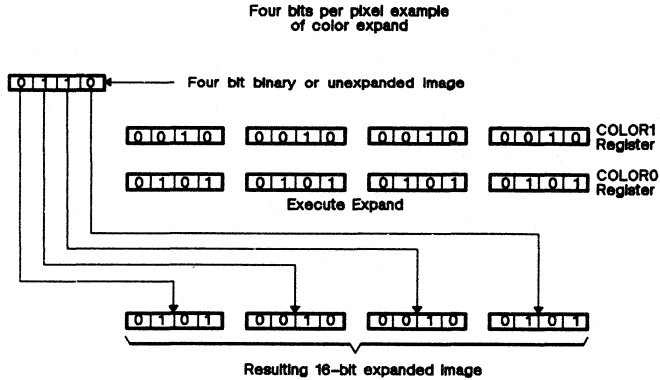 Four bits per pixel example
of color expand
0 1 1 0
Four bit binary or unexpanded image
0 0 1 0 0 0 1 0 0 0 1 0 0 0 1 0 COLOR1
Register
0 1 0 1 0 1 0 1 0 1 0 1 0 1 0 1 COLOR0
Register
Execute Expand
0 1 0 1 0 0 1 0 0 0 1 0 0 1 0 1
Resulting 16-bit expanded image